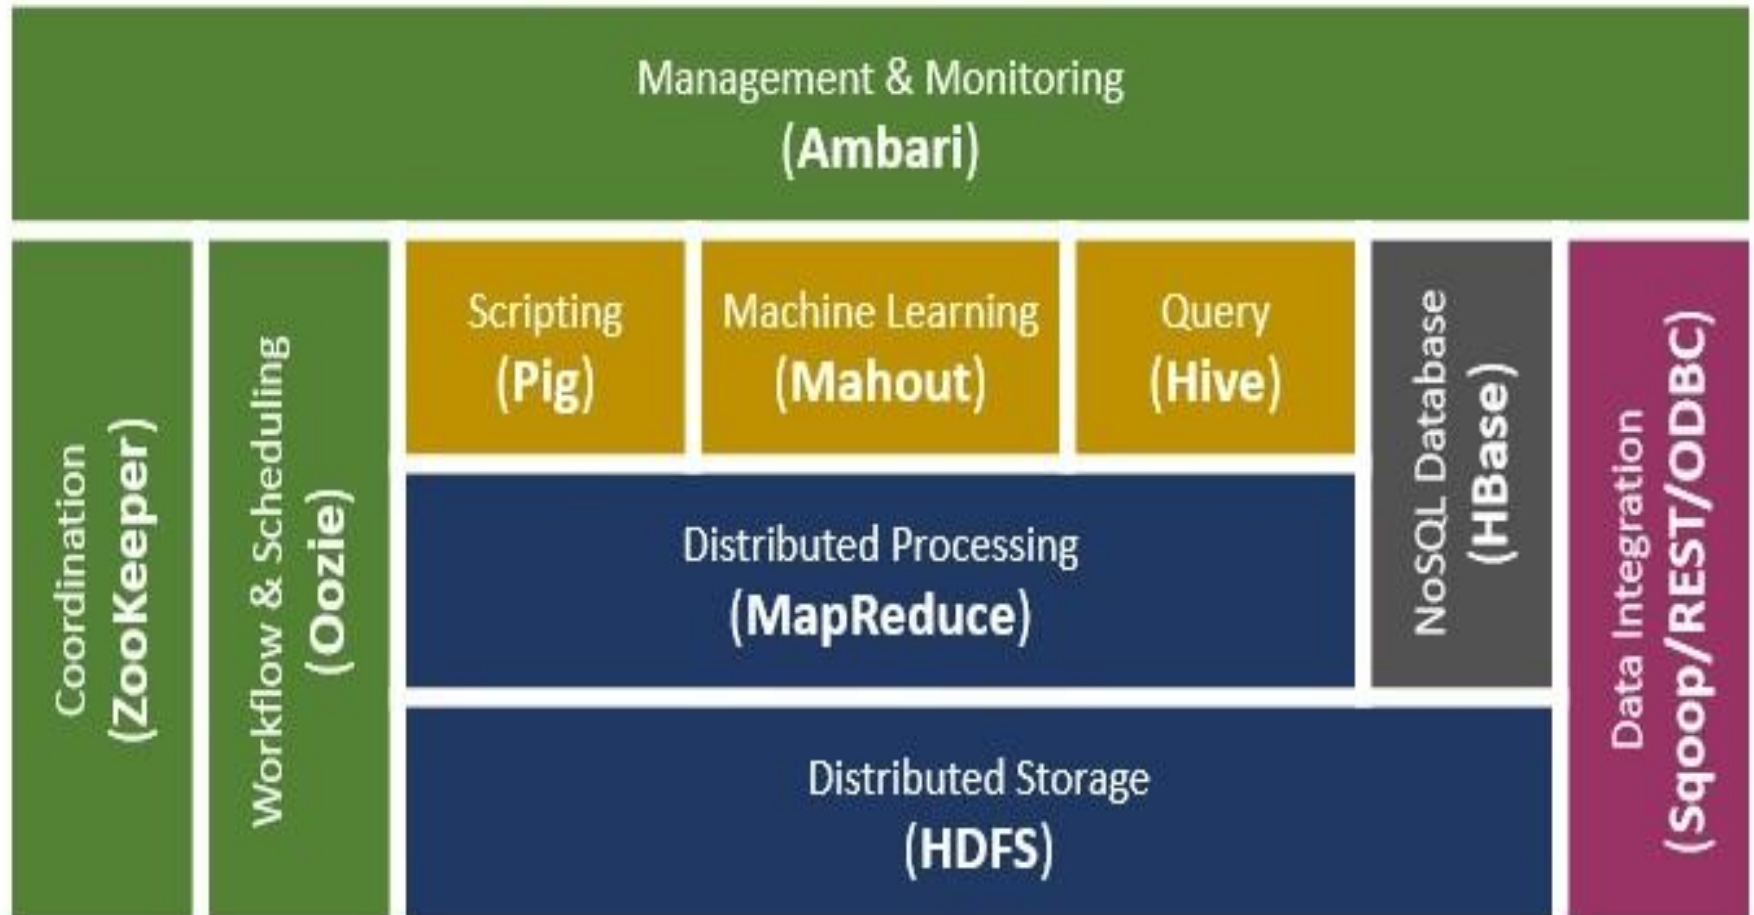 Management & Monitoring
(Ambari)
Coordination
(ZooKeeper)
Workflow & Scheduling
(Oozie)
Scripting
(Pig)
Machine Learning
(Mahout)
Query
(Hive)
NoSQL Database
(HBase)
Data Integration
(Sqoop/REST/ODBC)
Distributed Processing
(MapReduce)
Distributed Storage
(HDFS)